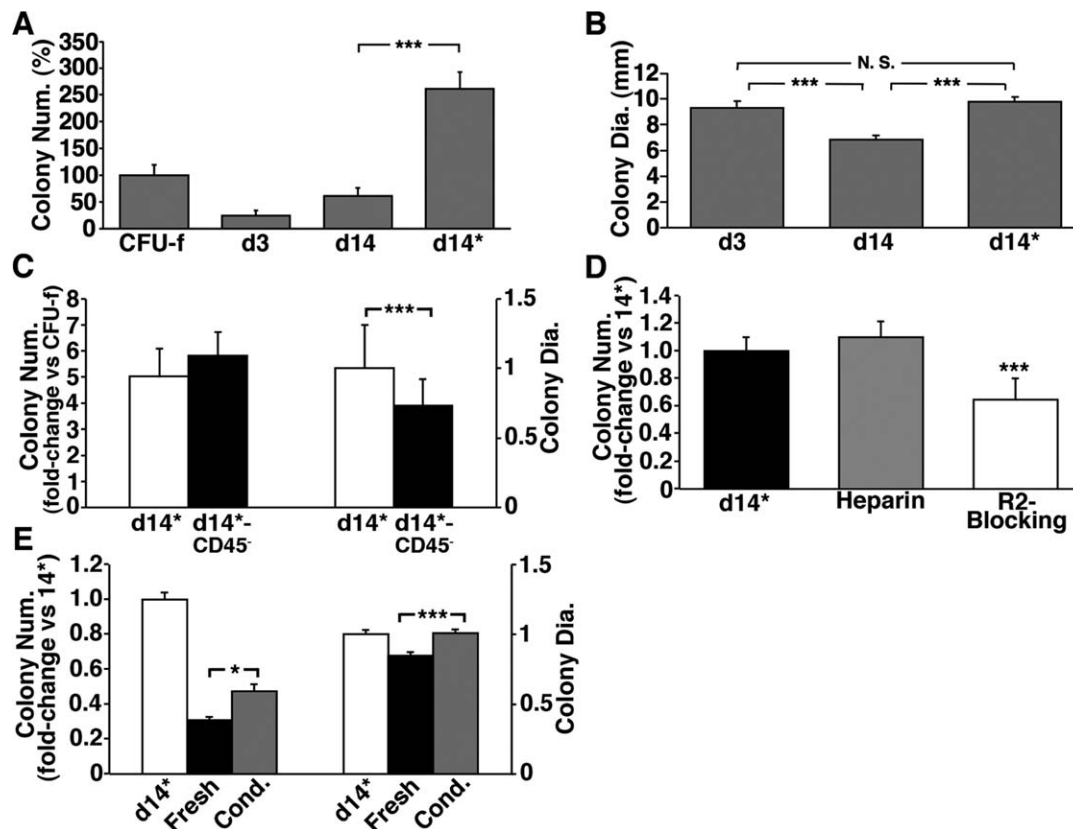 A
Colony Num. (%)
350
300
250
200
150
100
50
0
***
CFU-f d3 d14 d14*
B
Colony Dia. (mm)
12
10
8
6
4
2
0
N. S.
*** ***
d3 d14 d14*
C
Colony Num.
(fold-change vs CFU-f)
8
7
6
5
4
3
2
1
0
***
1.5
1
0.5
0
Colony Dia.
d14* d14*-
CD45-
d14* d14*-
CD45-
D
Colony Num.
(fold-change vs 14*)
1.4
1.2
1.0
0.8
0.6
0.4
0.2
0
***
d14* Heparin R2-
Blocking
E
Colony Num.
(fold-change vs 14*)
1.2
1.0
0.8
0.6
0.4
0.2
0
*
***
1.5
1
0.5
0
Colony Dia.
d14* Fresh Cond.
d14* Fresh Cond.